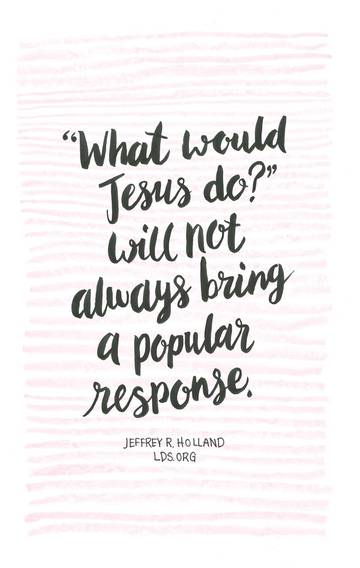 “What would
Jesus do?”
will not
always bring
a popular
response.
JEFFREY R. HOLLAND
LDS.ORG